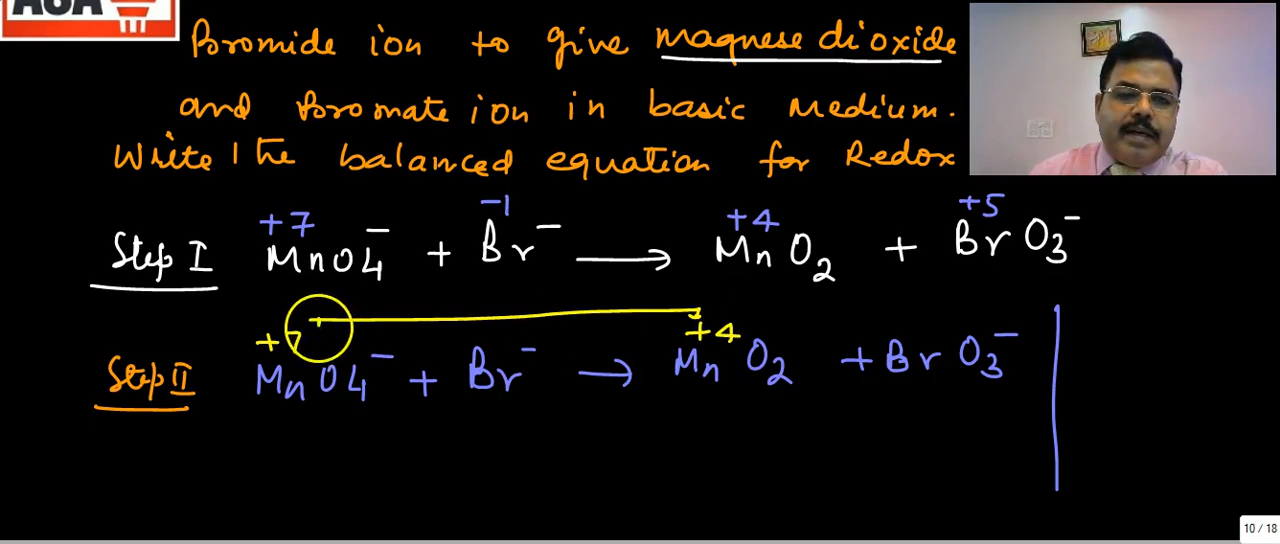 ASA
Bromide ion to give magnese dioxide
and Bromate ion in basic Medium.
Write the balanced equation for Redox
+7 -1 +4 +5
Step I MnO4⁻ + Br⁻ ⟶ MnO₂ + BrO₃⁻
+7 +4
Step II MnO4⁻ + Br⁻ → MnO₂ + BrO₃⁻
10 / 18